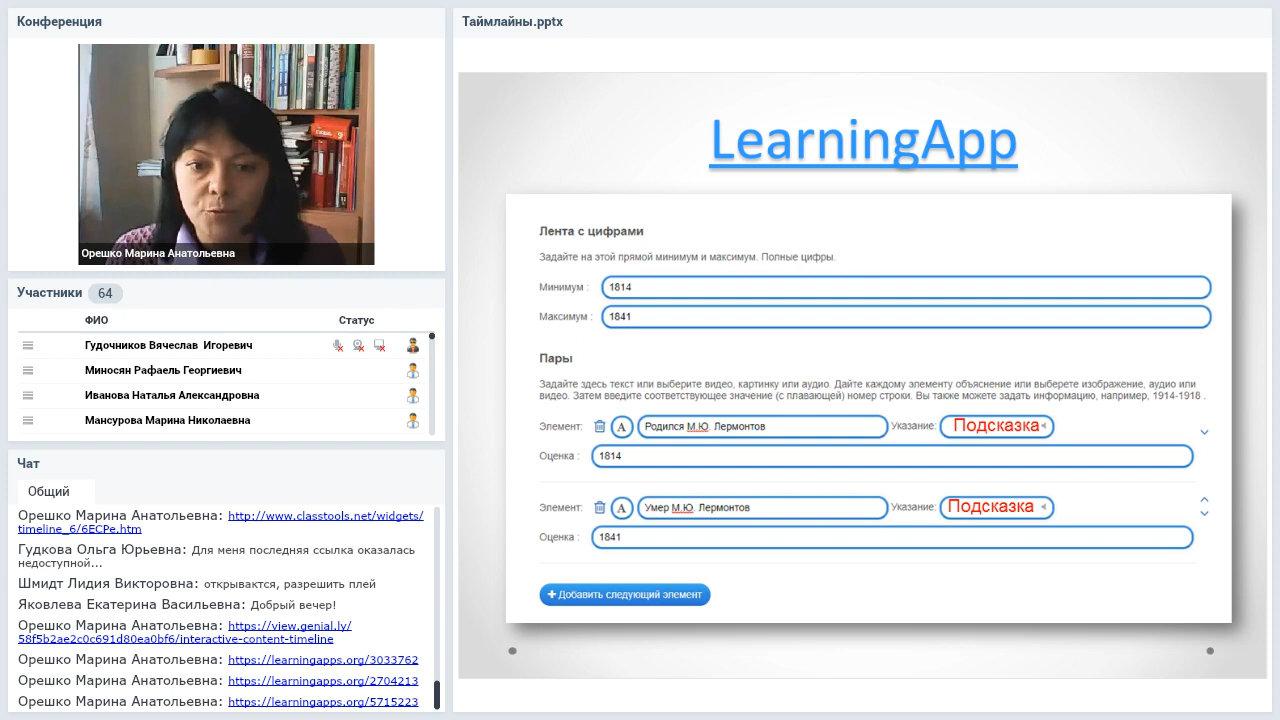 Конференция
Орешко Марина Анатольевна
Участники 64
ФИО Статус
Гудочников Вячеслав Игоревич
Миносян Рафаель Георгиевич
Иванова Наталья Александровна
Мансурова Марина Николаевна
Чат
Общий
Орешко Марина Анатольевна: http://www.classtools.net/widgets/
timeline_6/6ECPe.htm
Гудкова Ольга Юрьевна: Для меня последняя ссылка оказалась
недоступной...
Шмидт Лидия Викторовна: открывактся, разрешить плей
Яковлева Екатерина Васильевна: Добрый вечер!
Орешко Марина Анатольевна: https://view.genial.ly/
58f5b2ae2c0c691d80ea0bf6/interactive-content-timeline
Орешко Марина Анатольевна: https://learningapps.org/3033762
Орешко Марина Анатольевна: https://learningapps.org/2704213
Орешко Марина Анатольевна: https://learningapps.org/5715223
Таймлайны.pptx
LearningApp
Лента с цифрами
Задайте на этой прямой минимум и максимум. Полные цифры.
Минимум : 1814
Максимум : 1841
Пары
Задайте здесь текст или выберите видео, картинку или аудио. Дайте каждому элементу объяснение или выберете изображение, аудио или
видео. Затем введите соответствующее значение (с плавающей) номер строки. Вы также можете задать информацию, например, 1914-1918 .
Элемент: A Родился М.Ю. Лермонтов Указание: Подсказка
Оценка : 1814
Элемент: A Умер М.Ю. Лермонтов Указание: Подсказка
Оценка : 1841
+ Добавить следующий элемент